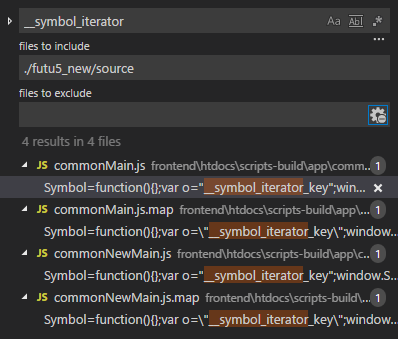 __symbol_iterator Aa Abl .*
files to include
...
./futu5_new/source
files to exclude
4 results in 4 files
JS commonMain.js frontend\htdocs\scripts-build\app\comm... 1
Symbol=function(){};var o="__symbol_iterator_key";win... ×
JS commonMain.js.map frontend\htdocs\scripts-build\app\... 1
Symbol=function(){};var o=\"__symbol_iterator_key\";window...
JS commonNewMain.js frontend\htdocs\scripts-build\app\c... 1
Symbol=function(){};var o="__symbol_iterator_key";window.S...
JS commonNewMain.js.map frontend\htdocs\scripts-build\... 1
Symbol=function(){};var o=\"__symbol_iterator_key\";windo...